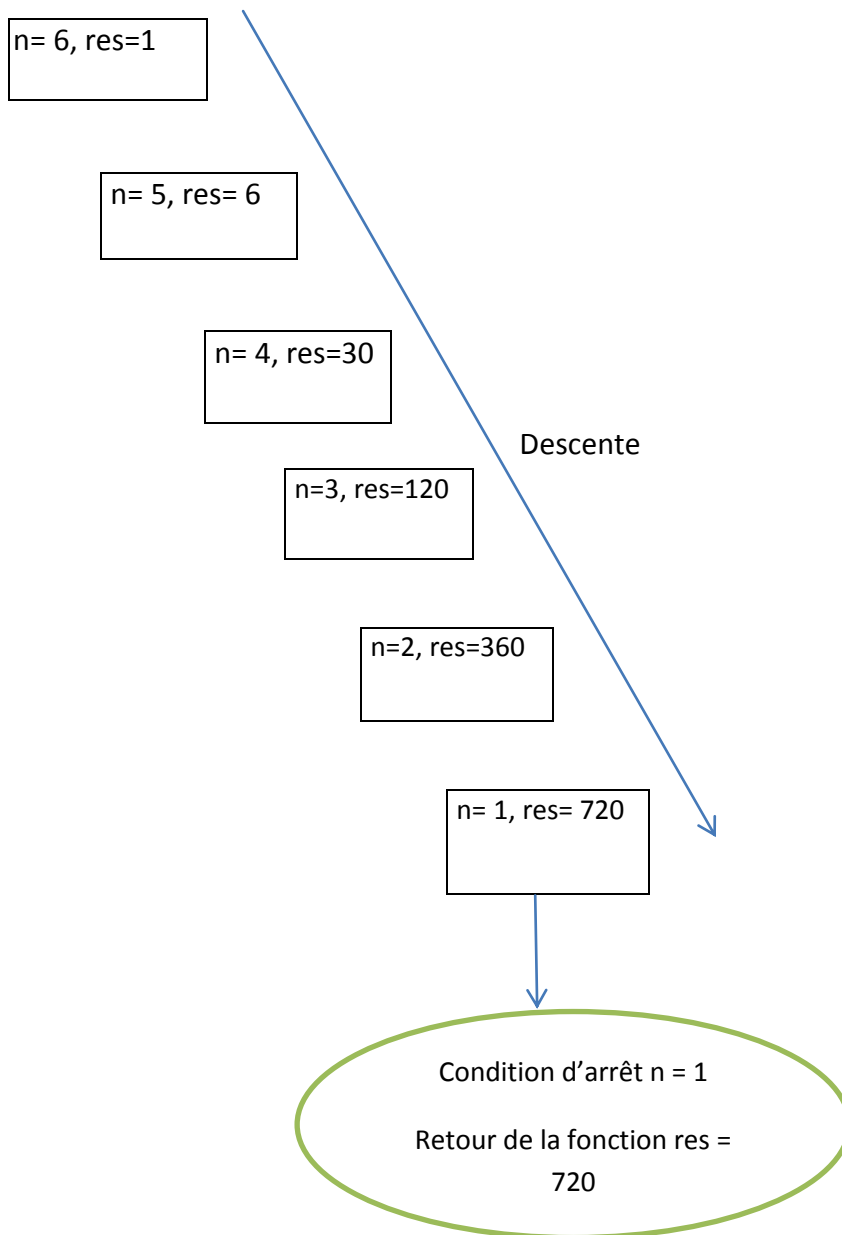 n= 6, res=1
n= 5, res= 6
n= 4, res=30
Descente
n=3, res=120
n=2, res=360
n= 1, res= 720
Condition d’arrêt n = 1
Retour de la fonction res =
720